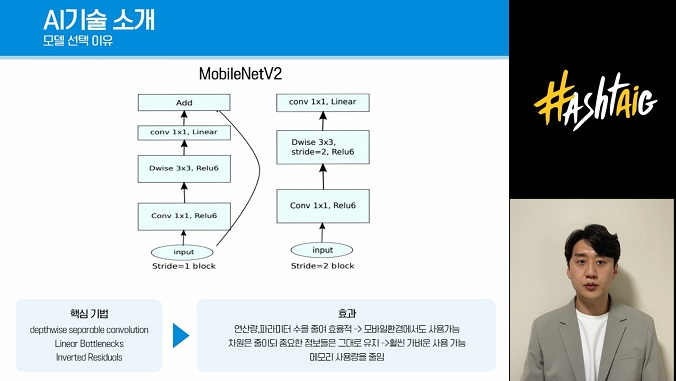 AI기술 소개
모델 선택 이유
MobileNetV2
Add
conv 1x1, Linear
Dwise 3x3, Relu6
Conv 1x1, Relu6
input
Stride=1 block
conv 1x1, Linear
Dwise 3x3,
stride=2, Relu6
Conv 1x1, Relu6
input
Stride=2 block
핵심 기법
depthwise separable convolution
Linear Bottlenecks
Inverted Residuals
효과
연산량,파라미터 수을 줄여 효율적 -> 모바일환경에서도 사용가능
차원은 줄이되 중요한 정보들은 그대로 유지 ->훨씬 가벼운 사용 가능
메모리 사용량을 줄임
#AshtAiG